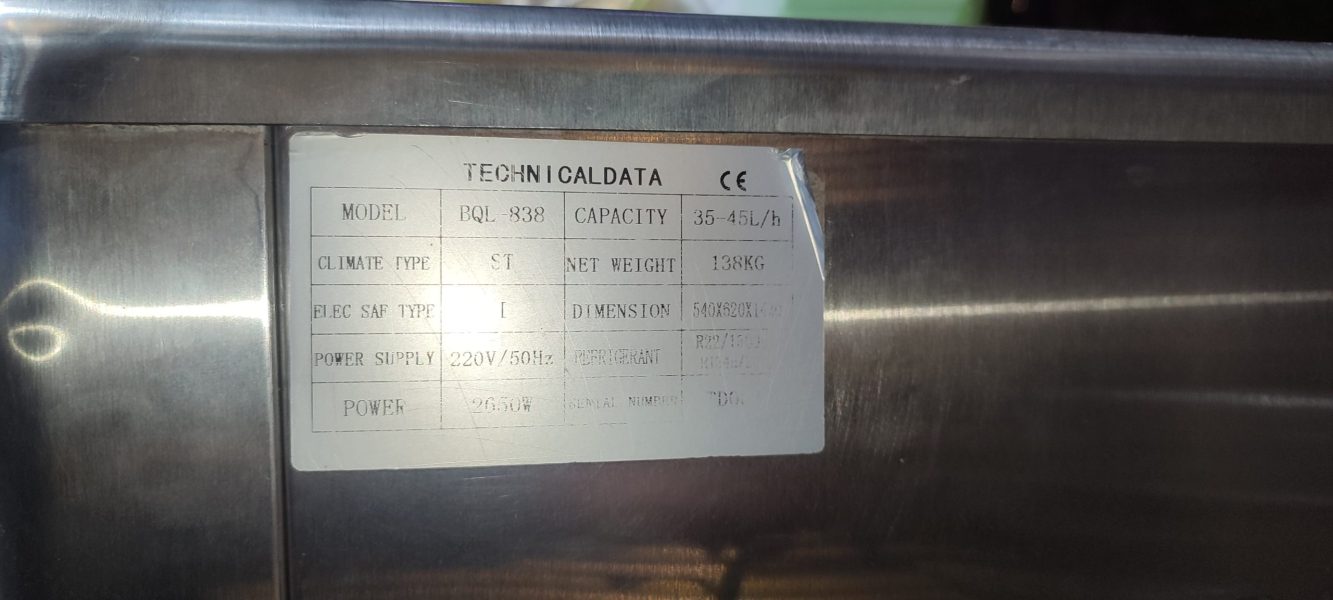 TECHNICALDATA CE
MODEL BQL-838 CAPACITY 35-45L/h
CLIMATE TYPE ST NET WEIGHT 138KG
ELEC SAF TYPE I DIMENSION
POWER SUPPLY 220V/50Hz REFRIGERANT
POWER 2650W SERIAL NUMBER